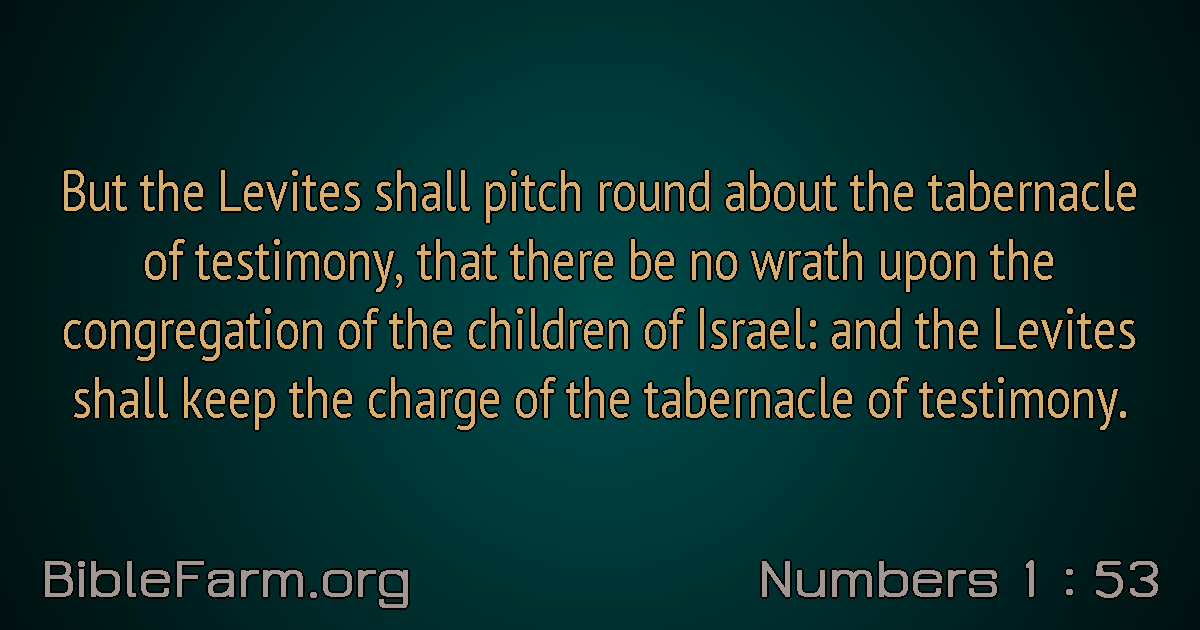 But the Levites shall pitch round about the tabernacle
of testimony, that there be no wrath upon the
congregation of the children of Israel: and the Levites
shall keep the charge of the tabernacle of testimony.
BibleFarm.org
Numbers 1 : 53